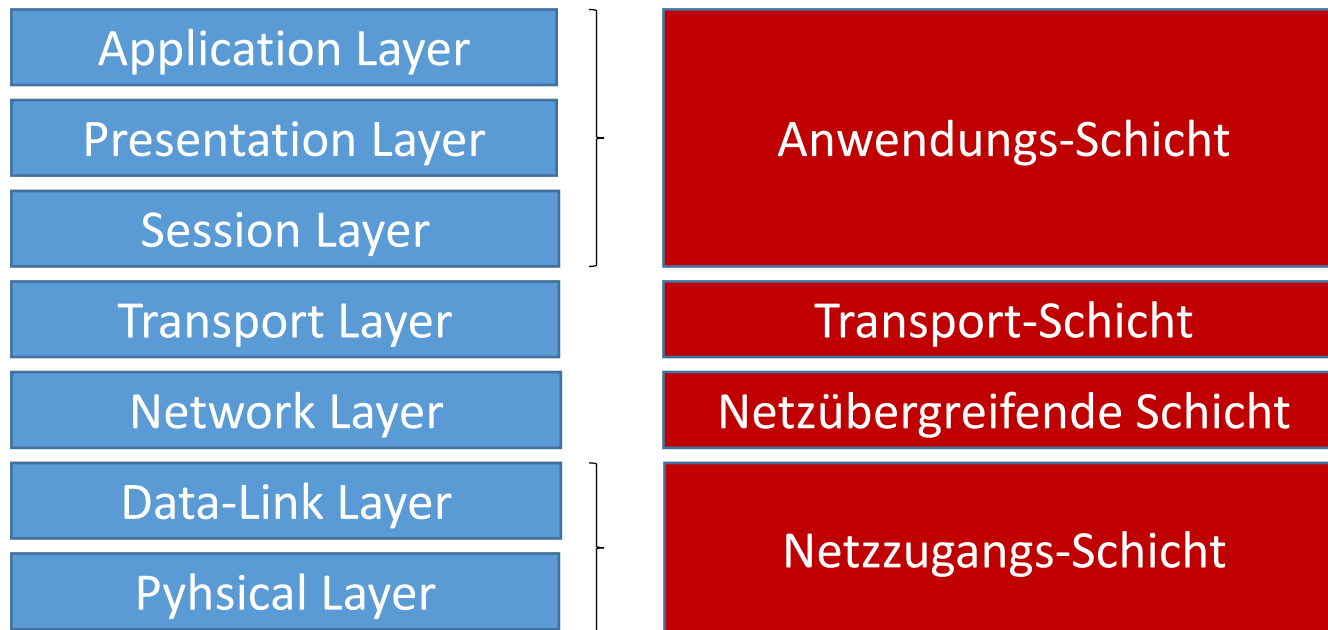 Application Layer
Presentation Layer
Session Layer
Transport Layer
Network Layer
Data-Link Layer
Pyhsical Layer
Anwendungs-Schicht
Transport-Schicht
Netzübergreifende Schicht
Netzzugangs-Schicht